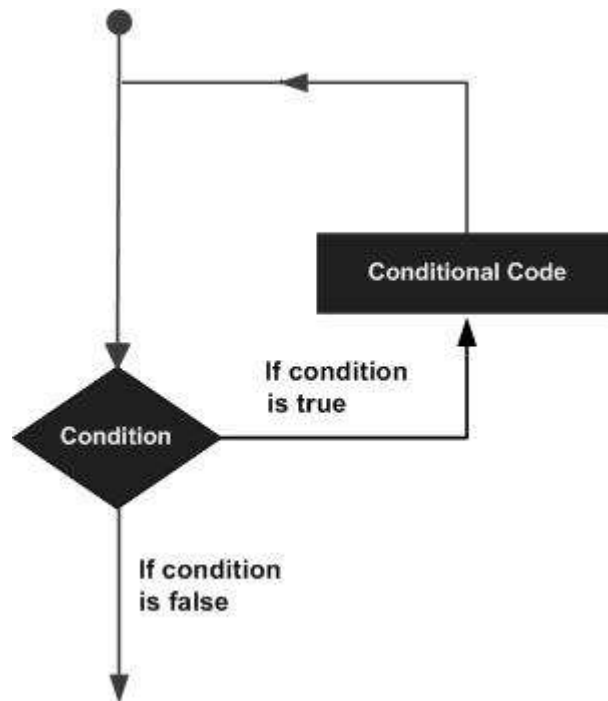 Conditional Code
If condition
is true
Condition
If condition
is false